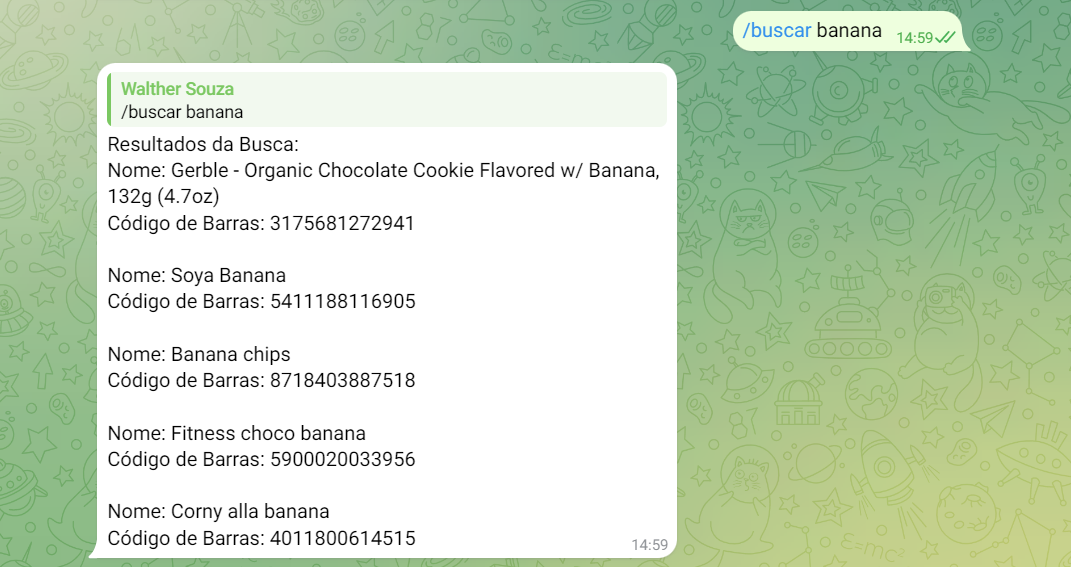 /buscar banana 14:59
Walther Souza
/buscar banana
Resultados da Busca:
Nome: Gerble - Organic Chocolate Cookie Flavored w/ Banana,
132g (4.7oz)
Código de Barras: 3175681272941
Nome: Soya Banana
Código de Barras: 5411188116905
Nome: Banana chips
Código de Barras: 8718403887518
Nome: Fitness choco banana
Código de Barras: 5900020033956
Nome: Corny alla banana
Código de Barras: 4011800614515
14:59